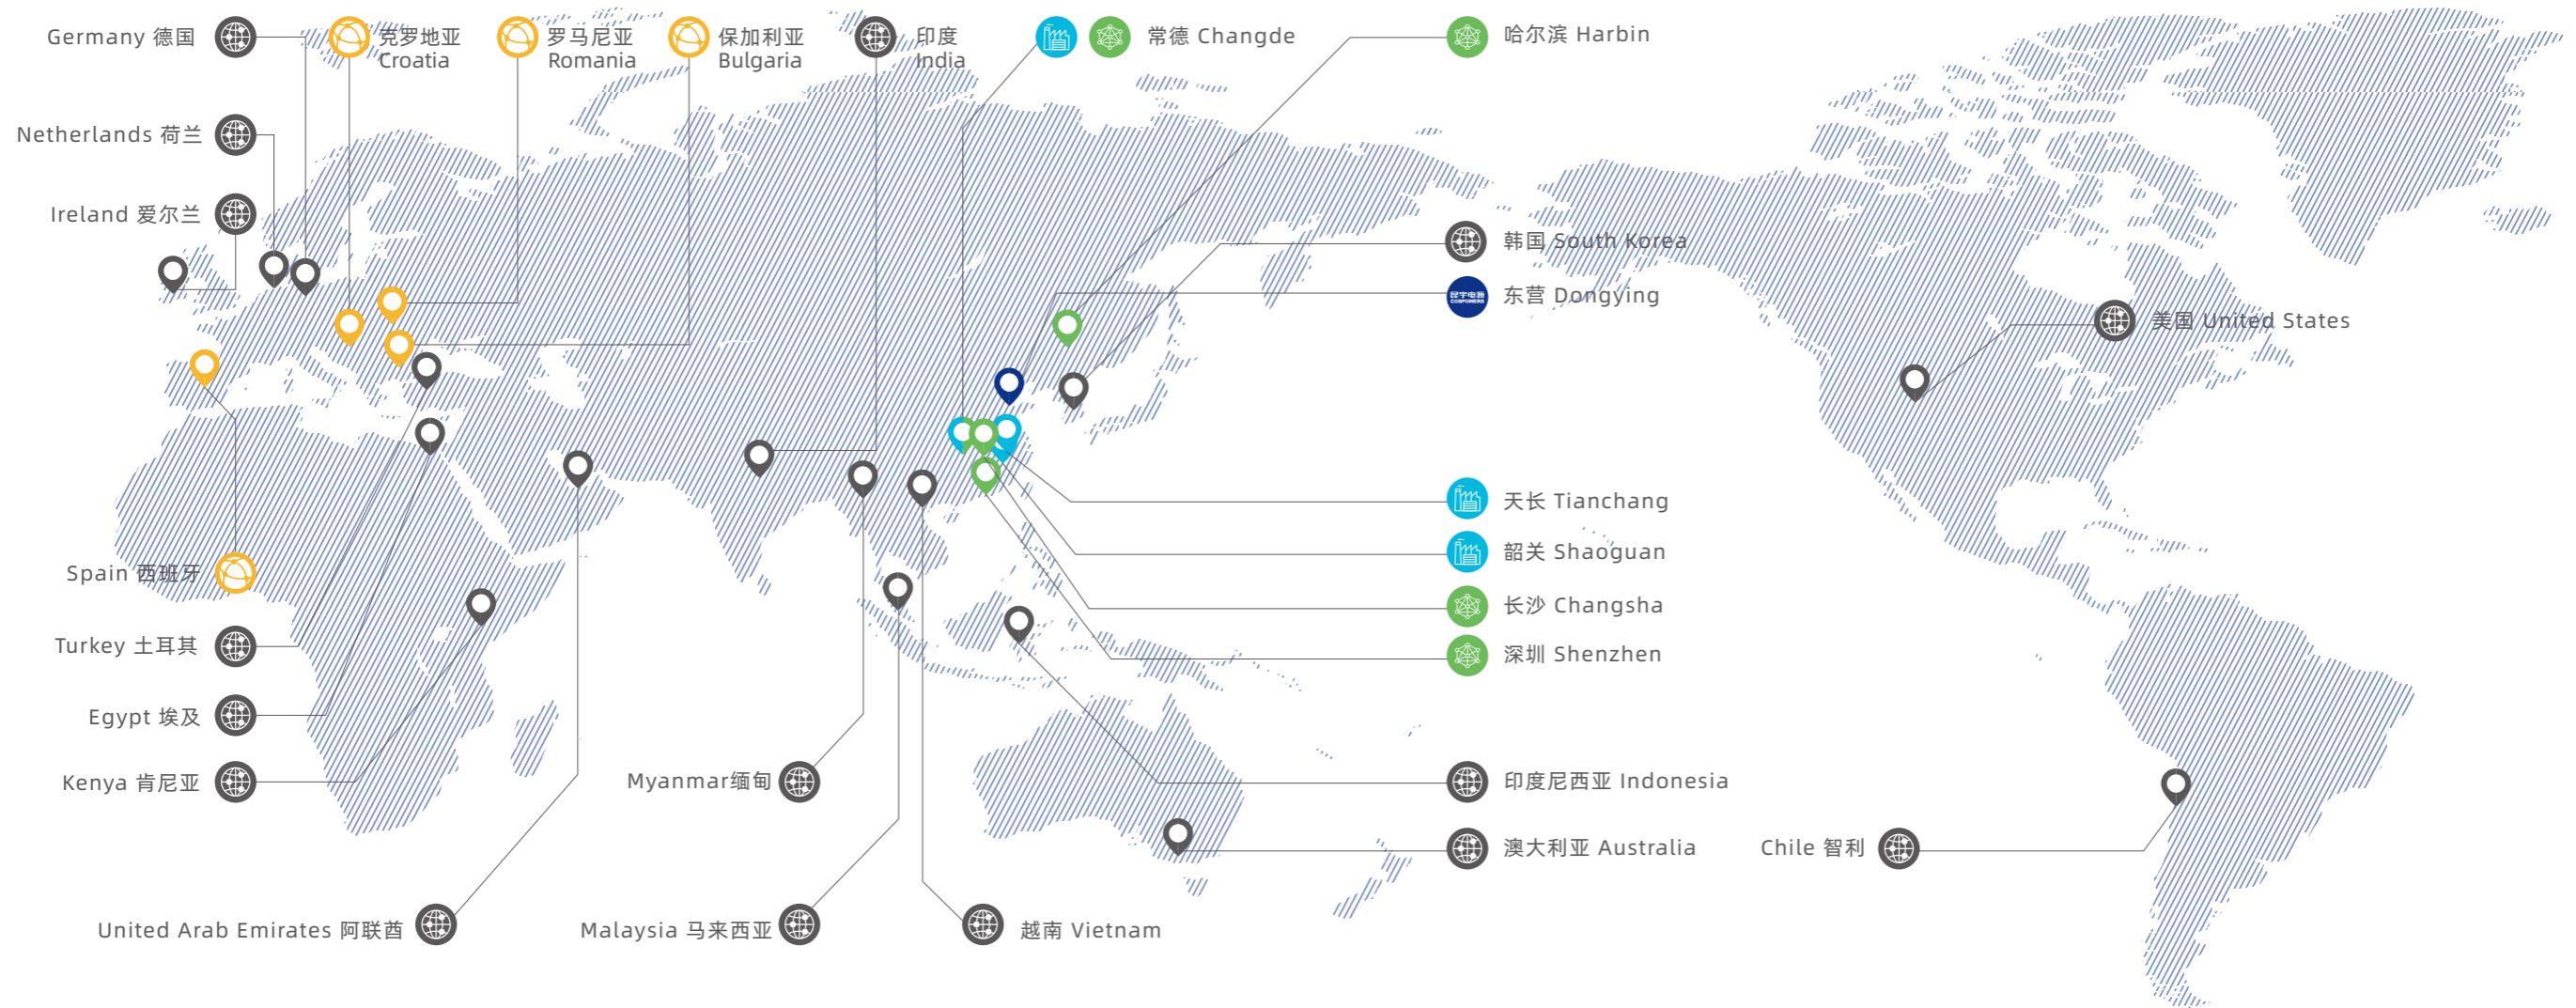 Germany 德国
克罗地亚
Croatia
罗马尼亚
Romania
保加利亚
Bulgaria
印度
India
常德 Changde
哈尔滨 Harbin
Netherlands 荷兰
Ireland 爱尔兰
韩国 South Korea
昆宇电源
COSPOWERS
东营 Dongying
美国 United States
天长 Tianchang
韶关 Shaoguan
Spain 西班牙
长沙 Changsha
Turkey 土耳其
深圳 Shenzhen
Egypt 埃及
Kenya 肯尼亚
Myanmar缅甸
印度尼西亚 Indonesia
澳大利亚 Australia
Chile 智利
United Arab Emirates 阿联酋
Malaysia 马来西亚
越南 Vietnam